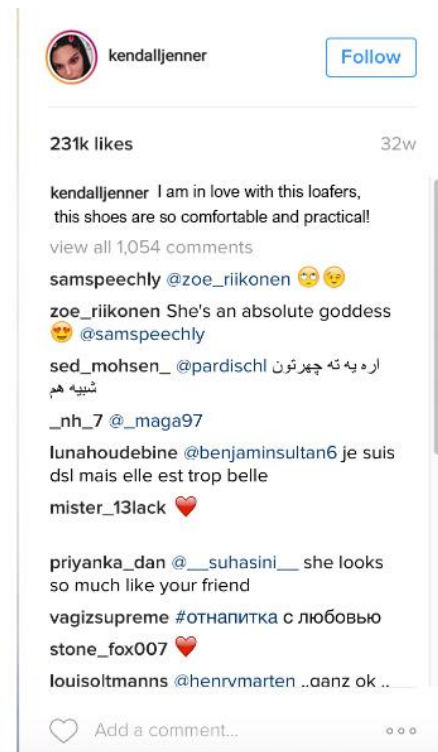 kendalljenner
Follow
231k likes 32w
kendalljenner I am in love with this loafers,
this shoes are so comfortable and practical!
view all 1,054 comments
samspeechly @zoe_riikonen 🙄😉
zoe_riikonen She's an absolute goddess
😍 @samspeechly
sed_mohsen_ @pardischl اره یه ته چهرتون
شبیه هم
_nh_7 @_maga97
lunahoudebine @benjaminsultan6 je suis
dsl mais elle est trop belle
mister_13lack ❤️
priyanka_dan @__suhasini__ she looks
so much like your friend
vagizsupreme #отнапитка с любовью
stone_fox007 ❤️
louisoltmanns @henrymarten ..ganz ok ..
Add a comment...